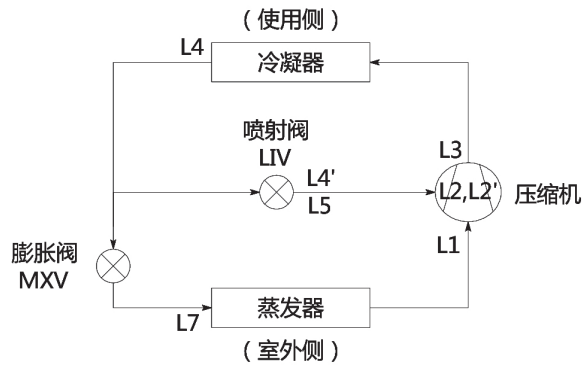 （使用侧）
L4
冷凝器
喷射阀
LIV
L3
L4'
L5
L2,L2'
压缩机
L1
膨胀阀
MXV
L7
蒸发器
（室外侧）